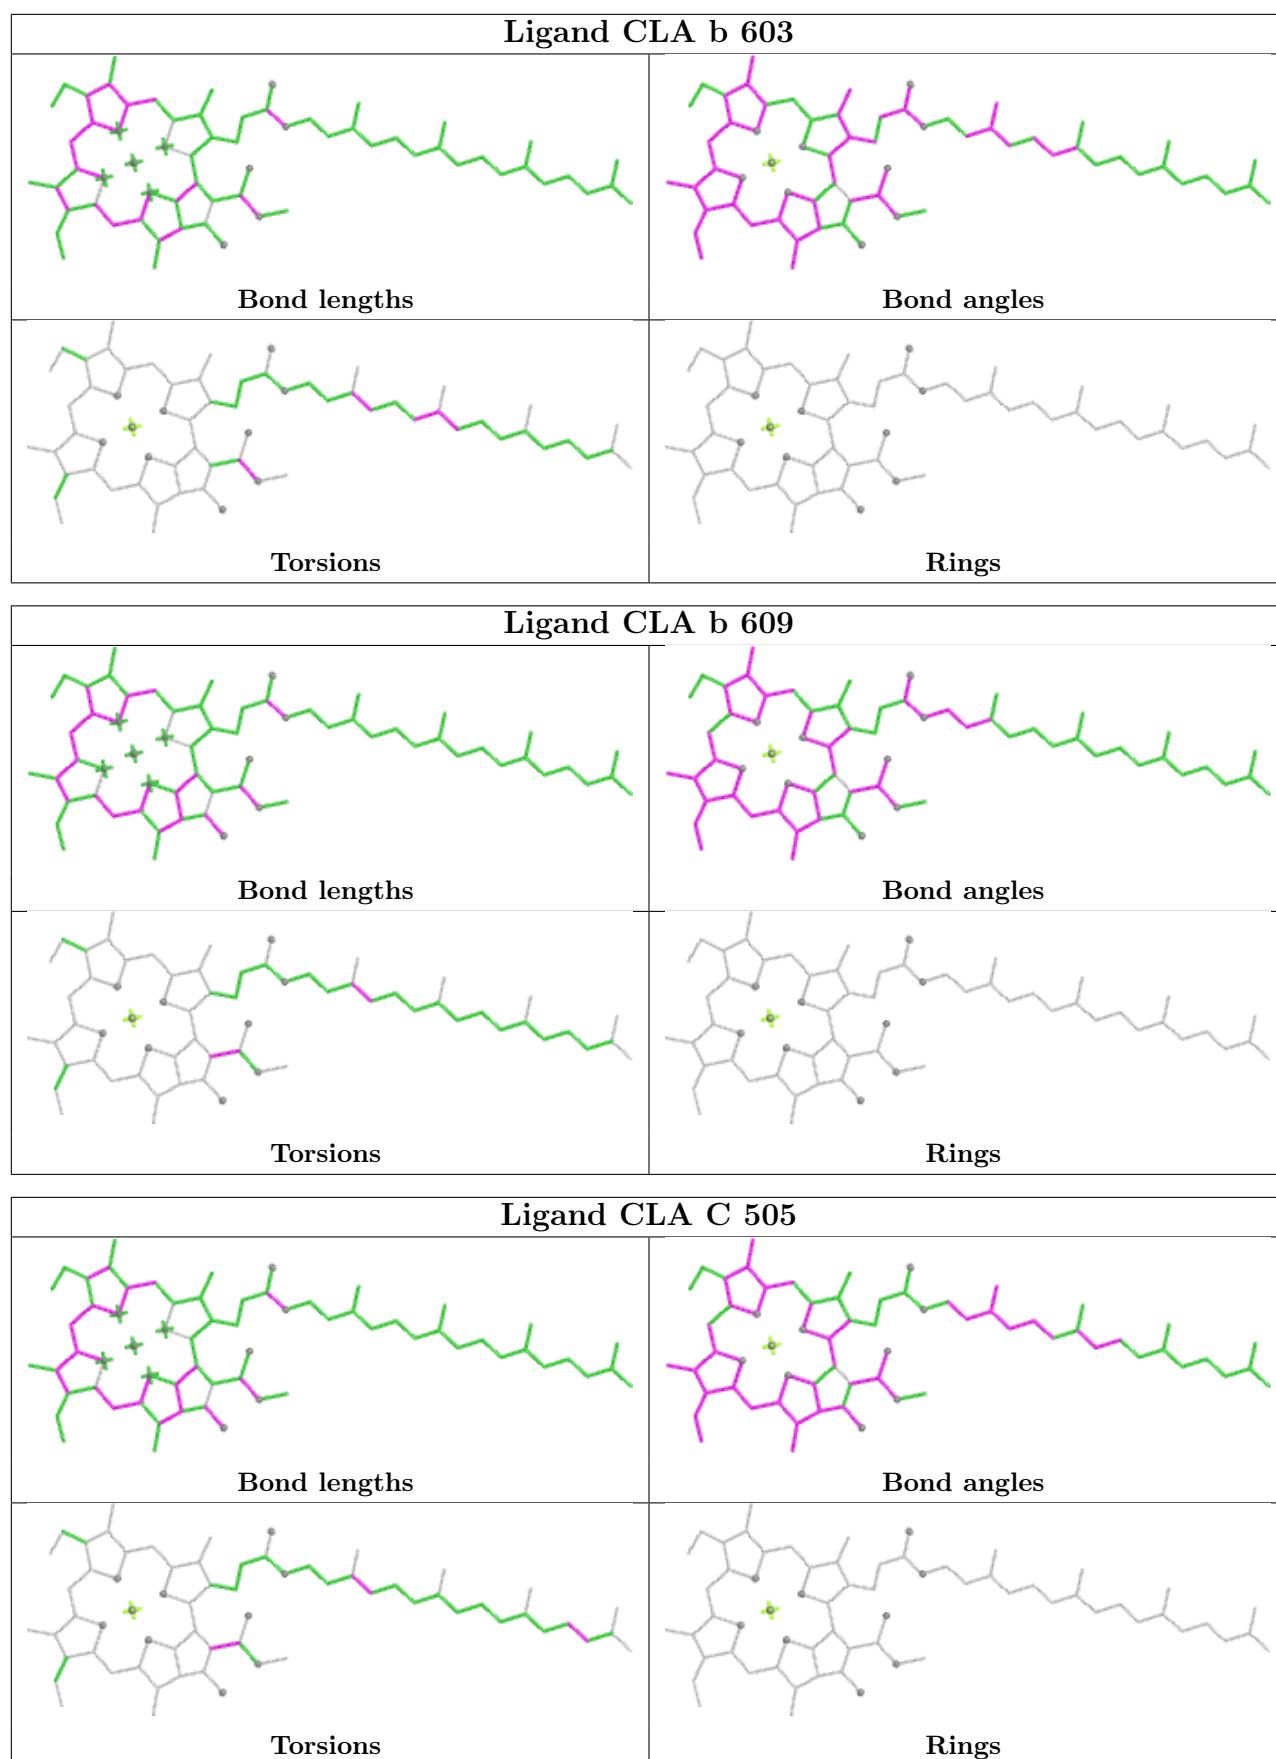 Ligand CLA b 603
Bond lengths
Bond angles
Torsions
Rings
Ligand CLA b 609
Bond lengths
Bond angles
Torsions
Rings
Ligand CLA C 505
Bond lengths
Bond angles
Torsions
Rings